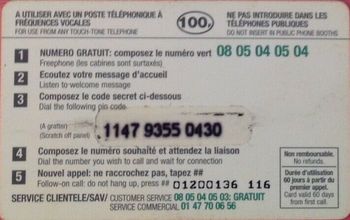 A UTILISER AVEC UN POSTE TÉLÉPHONIQUE À
FRÉQUENCES VOCALES
FOR USE FROM ANY TOUCH-TONE TELEPHONE
100
NE PAS INTRODUIRE DANS LES
TÉLÉPHONES PUBLIQUES
DO NOT INSERT IN PUBLIC PHONE BOOTHS
1 NUMERO GRATUIT: composez le numéro vert 08 05 04 05 04
Freephone (les cabines sont surtaxés)
2 Ecoutez votre message d'accueil
Listen to welcome message
3 Composez le code secret ci-dessous
Dial the following pin code
(A gratter)
(Scratch off panel)
1147 9355 0430
4 Composez le numéro souhaité et attendez la liaison
Dial the number you wish to call and wait for connection
5 Nouvel appel: ne raccrochez pas, tapez ##
Follow-on call: do not hang up, press ## 01200136 116
Non remboursable.
No refunds.
Durée d'utilisation
60 jours à partir du
premier appel.
Card valid 60 days
from first call.
SERVICE CLIENTELE/SAV/ CUSTOMER SERVICE 08 05 04 05 03: GRATUIT
SERVICE COMMERCIAL 01 47 70 06 56